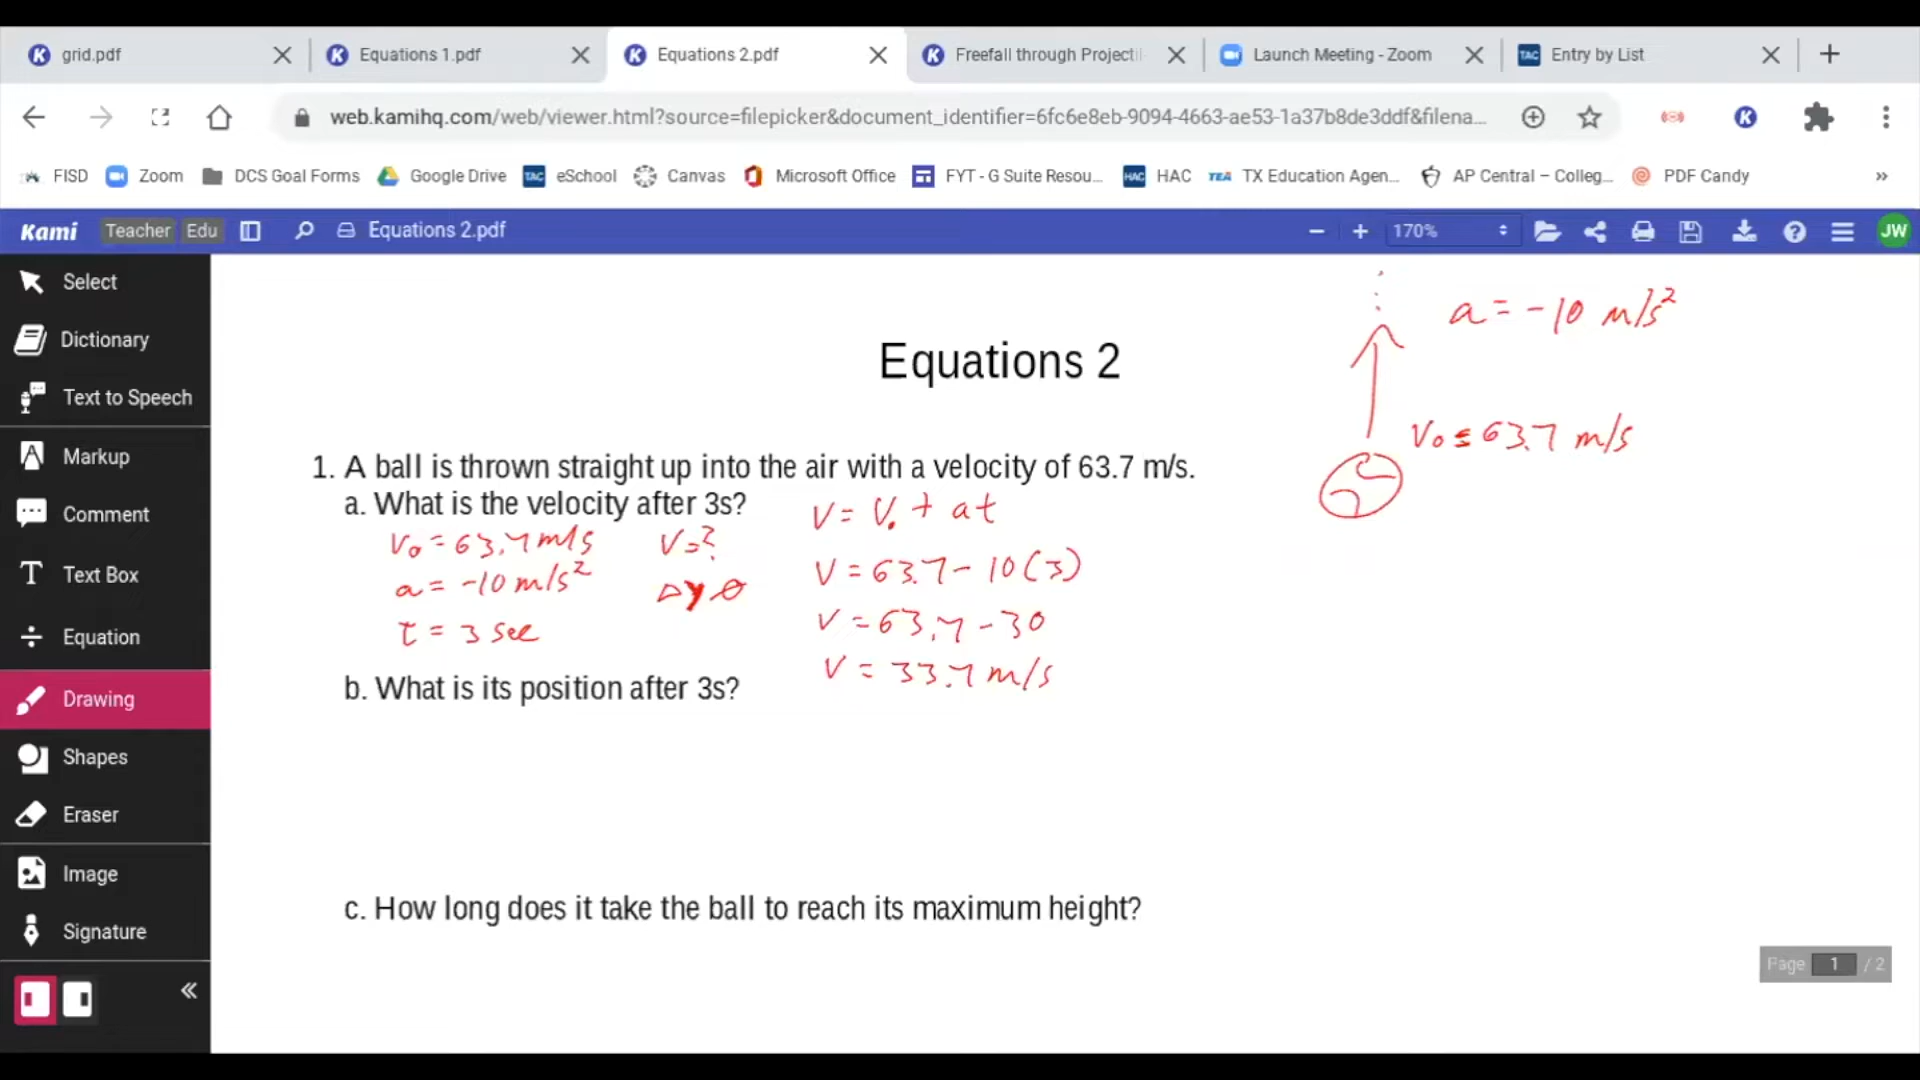 grid.pdf
Equations 1.pdf
Equations 2.pdf
Freefall through Projectil
Launch Meeting - Zoom
Entry by List
web.kamihq.com/web/viewer.html?source=filepicker&document_identifier=6fc6e8eb-9094-4663-ae53-1a37b8de3ddf&filena...
FISD
Zoom
DCS Goal Forms
Google Drive
TAC eSchool
Canvas
Microsoft Office
FYT - G Suite Resou...
HAC HAC
TEA TX Education Agen...
AP Central – Colleg...
PDF Candy
»
Kami Teacher Edu
Equations 2.pdf
170%
JW
Select
Dictionary
Text to Speech
Markup
Comment
Text Box
Equation
Drawing
Shapes
Eraser
Image
Signature
a = -10 m/s²
Equations 2
V₀ = 63.7 m/s
1. A ball is thrown straight up into the air with a velocity of 63.7 m/s.
a. What is the velocity after 3s?
V₀ = 63.7 m/s
V = ?
a = -10 m/s²
Δy ∅
t = 3 sec
V = V₀ + at
V = 63.7 - 10(3)
V = 63.7 - 30
V = 33.7 m/s
b. What is its position after 3s?
c. How long does it take the ball to reach its maximum height?
Page 1 / 2